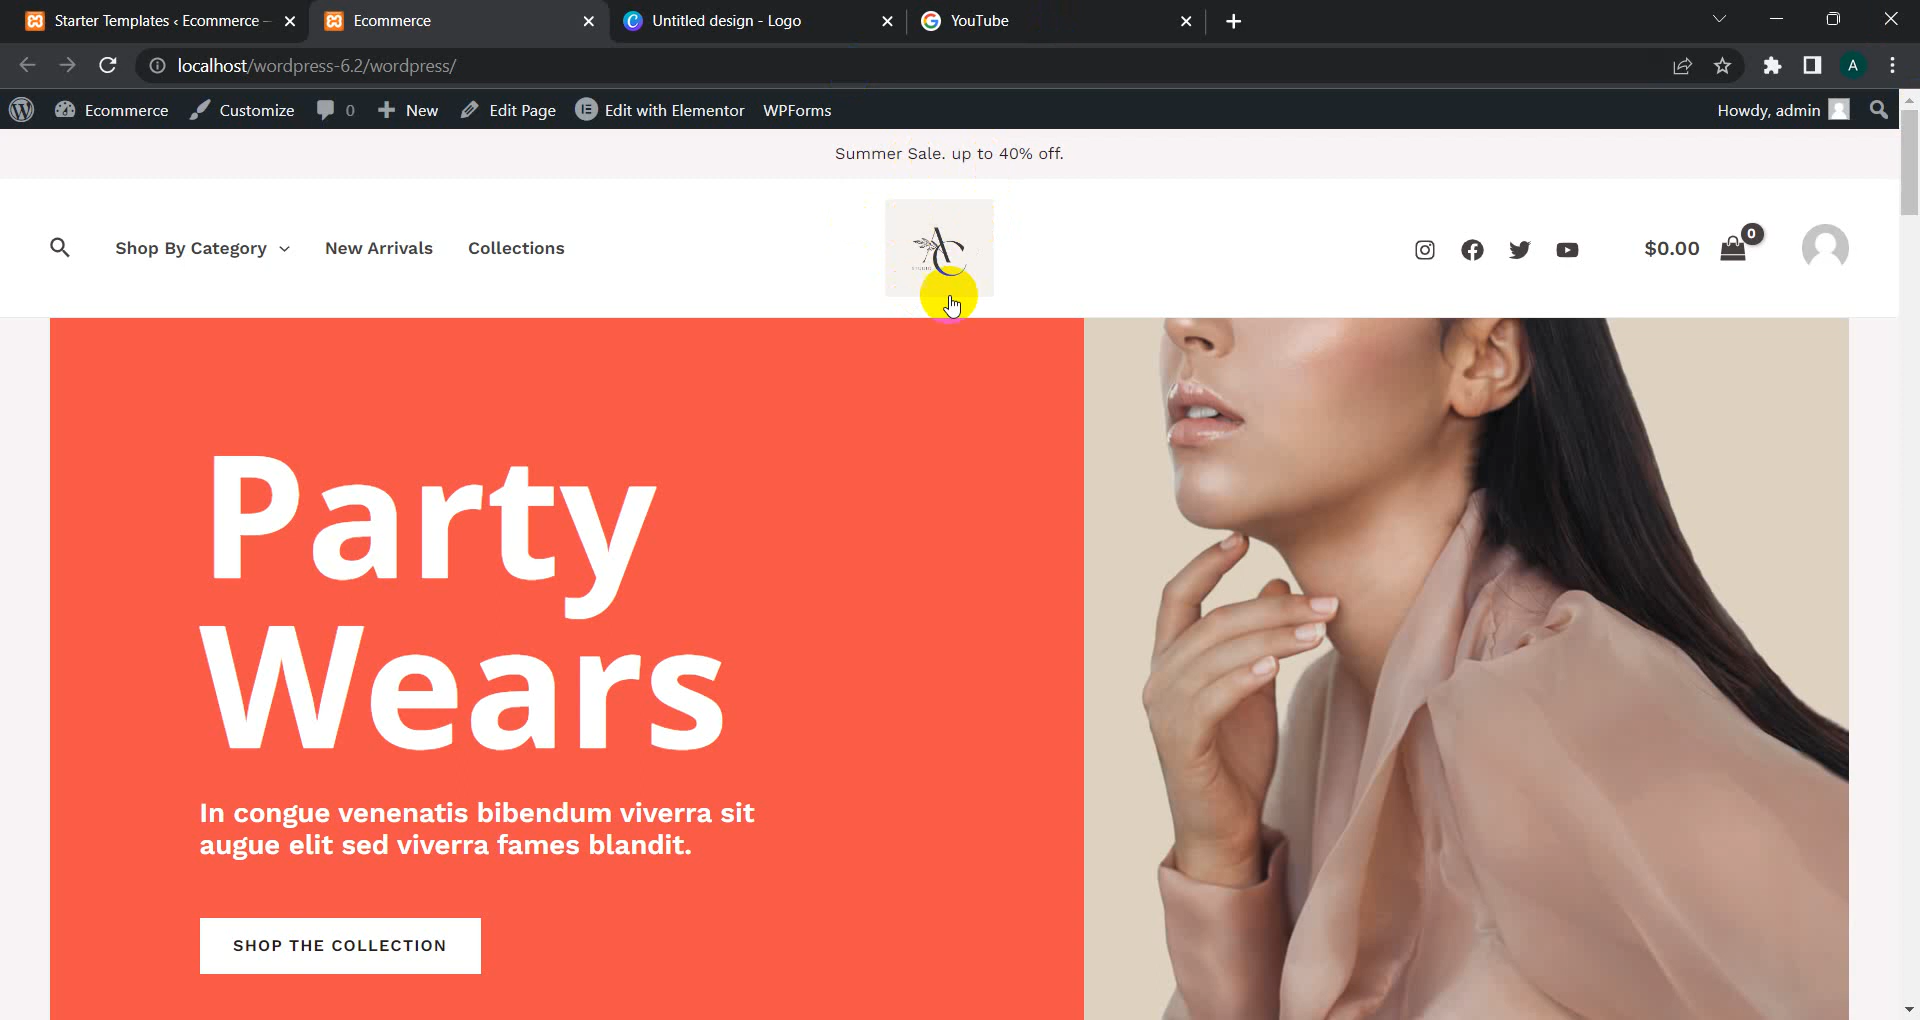 Starter Templates ‹ Ecommerce –
Ecommerce
Untitled design - Logo
YouTube
localhost/wordpress-6.2/wordpress/
A
Ecommerce
Customize
0
New
Edit Page
Edit with Elementor
WPForms
Howdy, admin
Summer Sale. up to 40% off.
Shop By Category
New Arrivals
Collections
AC
$0.00
0
Party
Wears
In congue venenatis bibendum viverra sit
augue elit sed viverra fames blandit.
SHOP THE COLLECTION